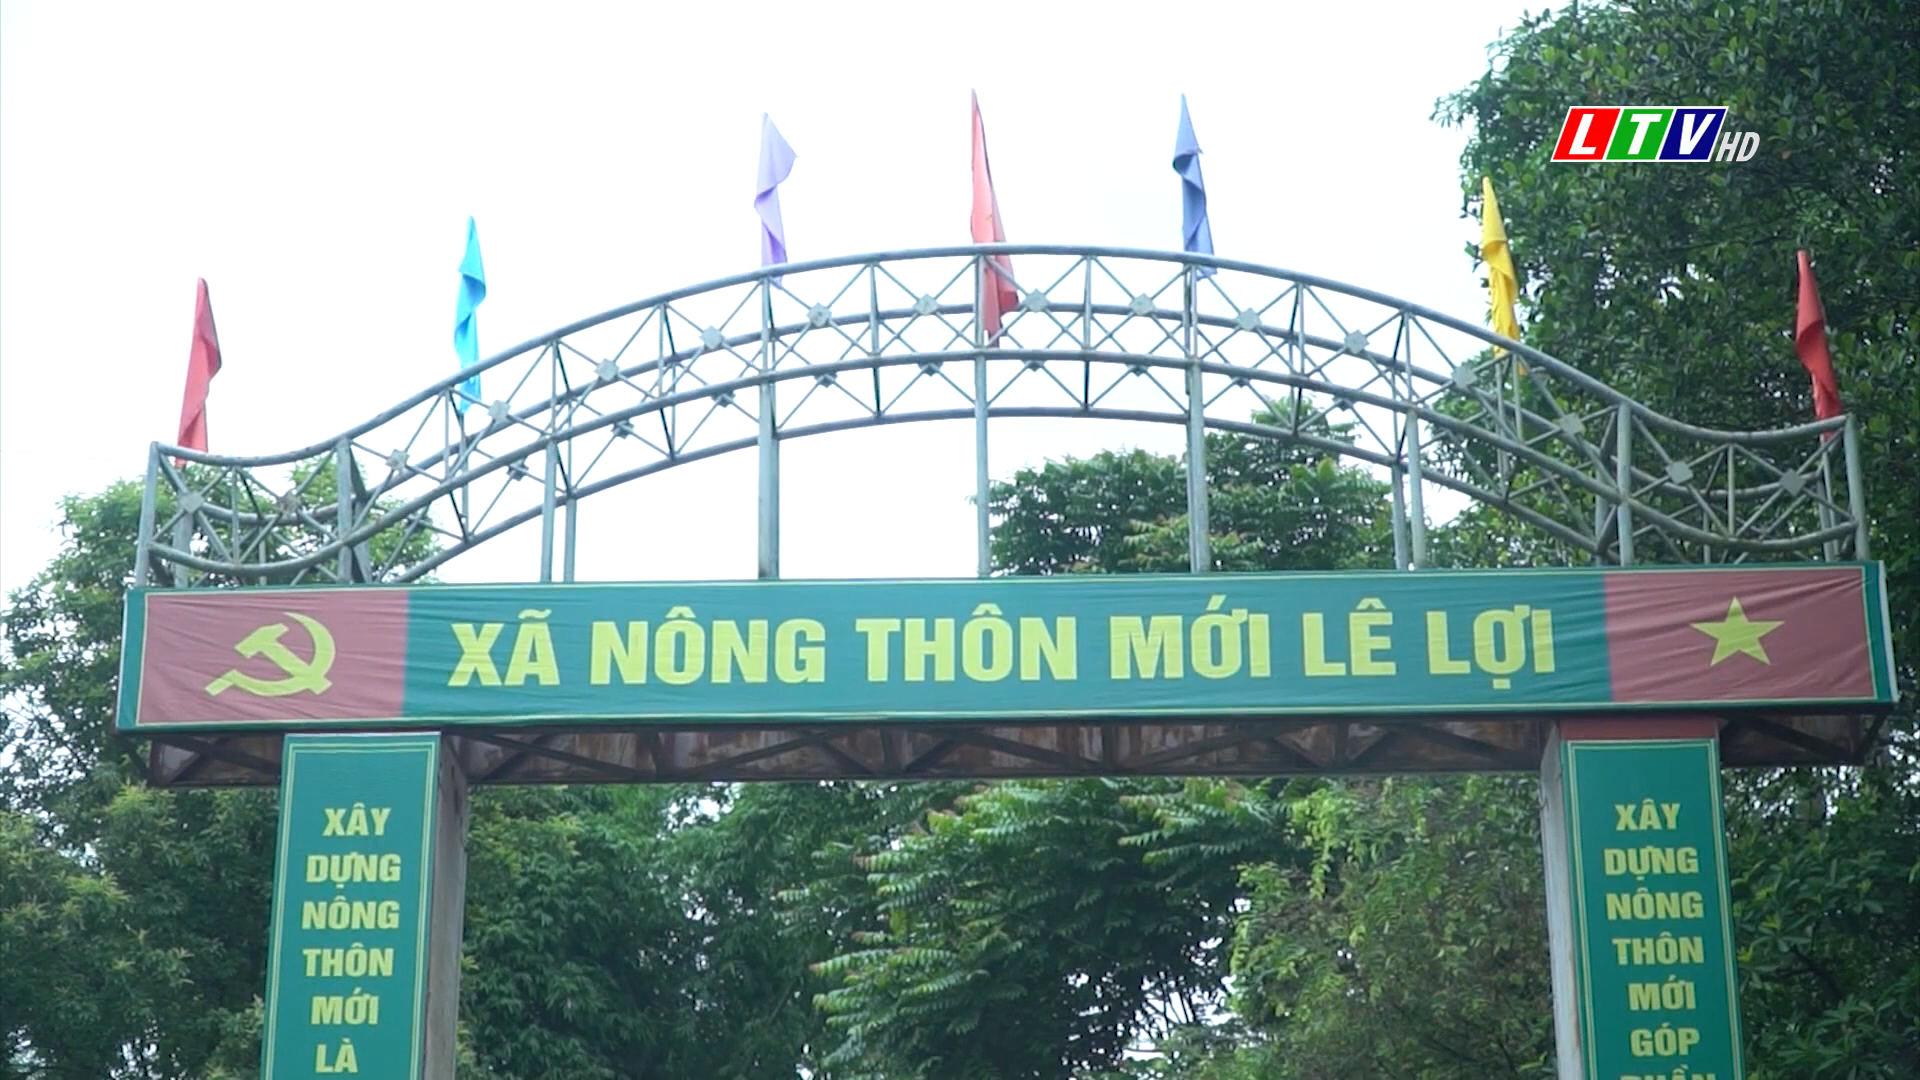 LTV HD
XÃ NÔNG THÔN MỚI LÊ LỢI
XÂY
DỰNG
NÔNG
THÔN
MỚI
LÀ
XÂY
DỰNG
NÔNG
THÔN
MỚI
GÓP
PHẦN